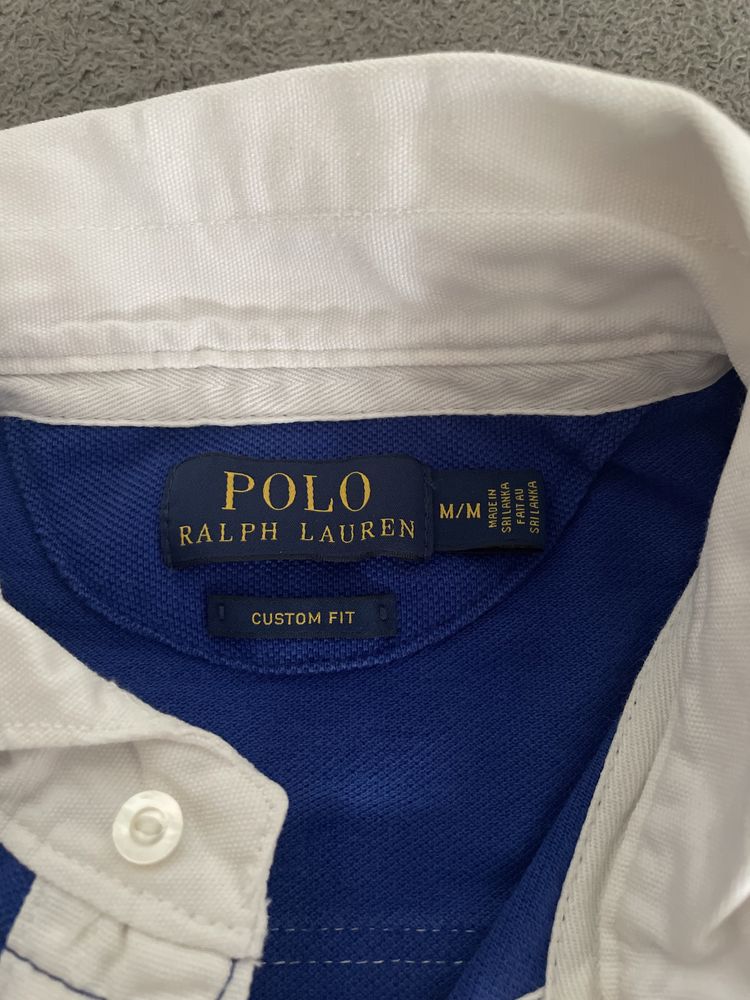 POLO
RALPH LAUREN
M/M
MADE IN
SRI LANKA
FAIT AU
SRI LANKA
CUSTOM FIT